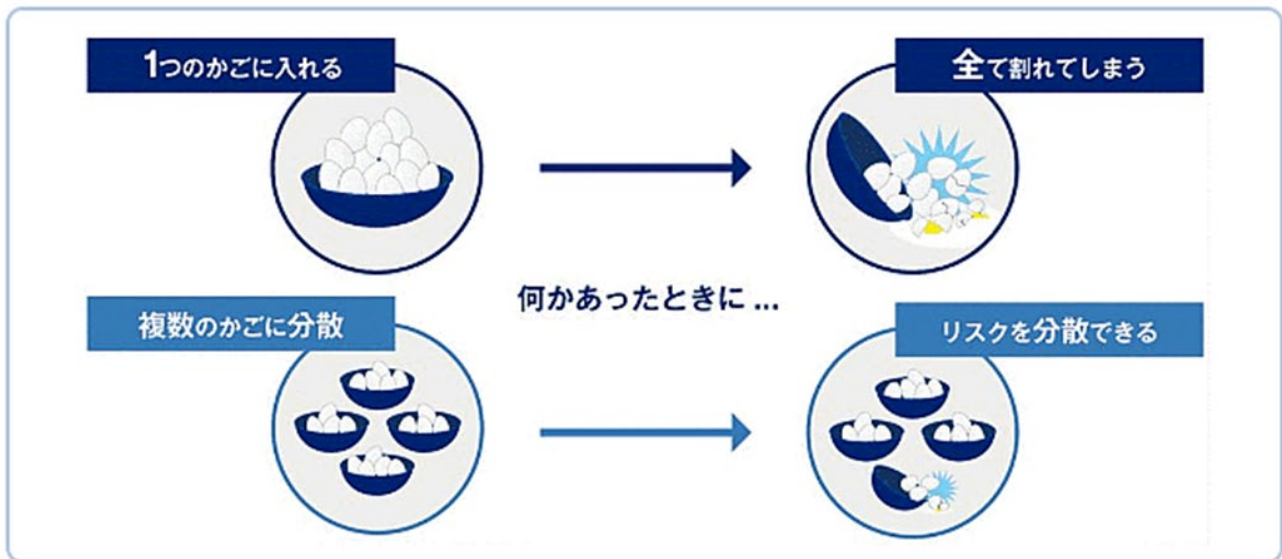 1つのかごに入れる
全て割れてしまう
何かあったときに ...
複数のかごに分散
リスクを分散できる